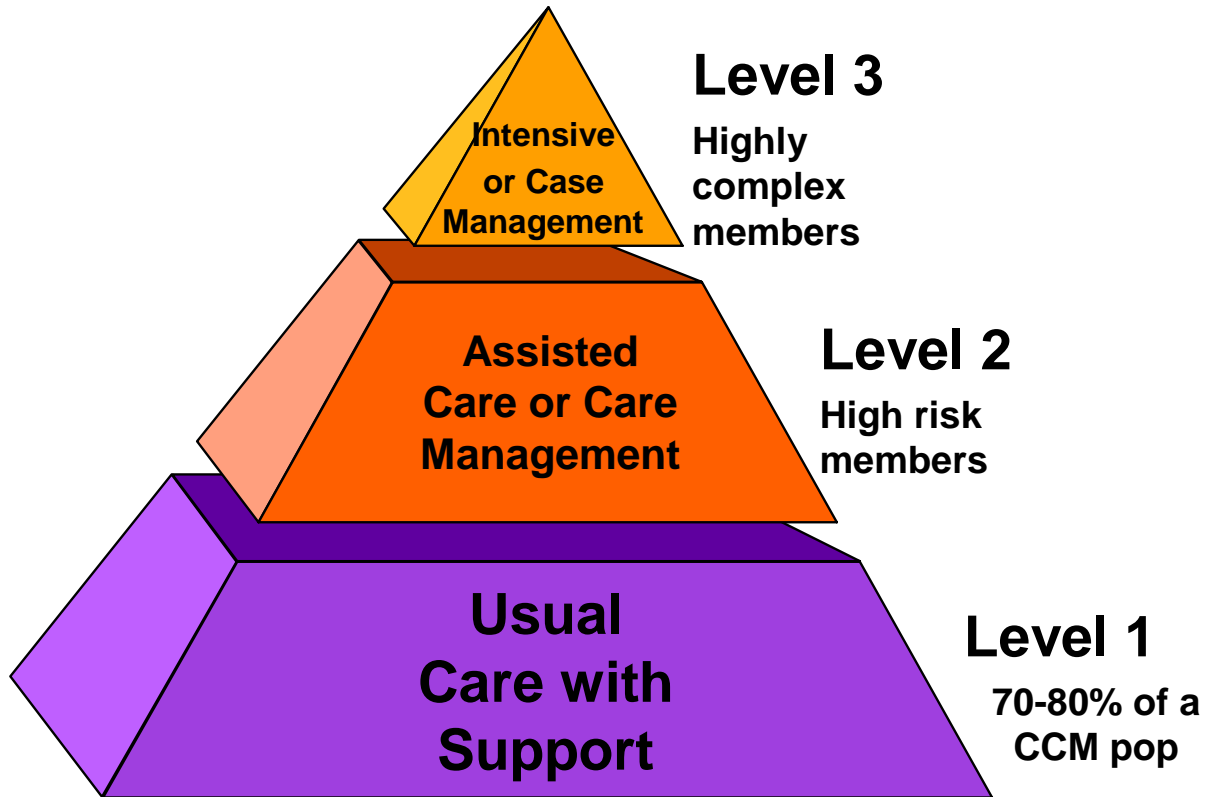 Intensive
or Case
Management
Level 3
Highly
complex
members
Assisted
Care or Care
Management
Level 2
High risk
members
Usual
Care with
Support
Level 1
70-80% of a
CCM pop